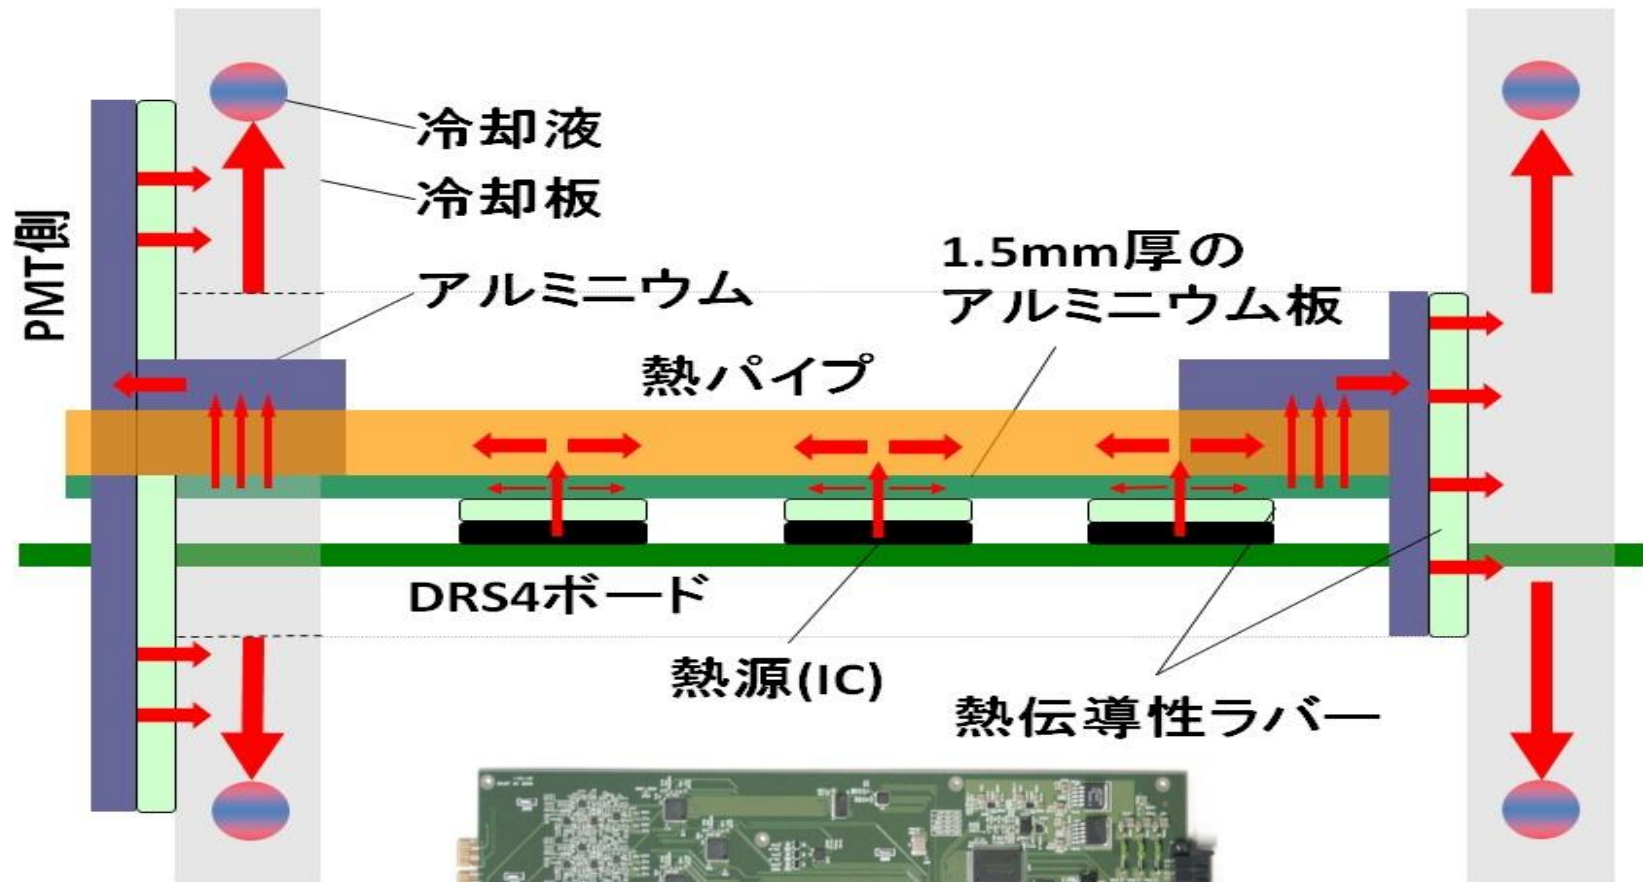 冷却液
冷却板
PMT側
アルミニウム
1.5mm厚の
アルミニウム板
熱パイプ
DRS4ボード
熱源(IC)
熱伝導性ラバー